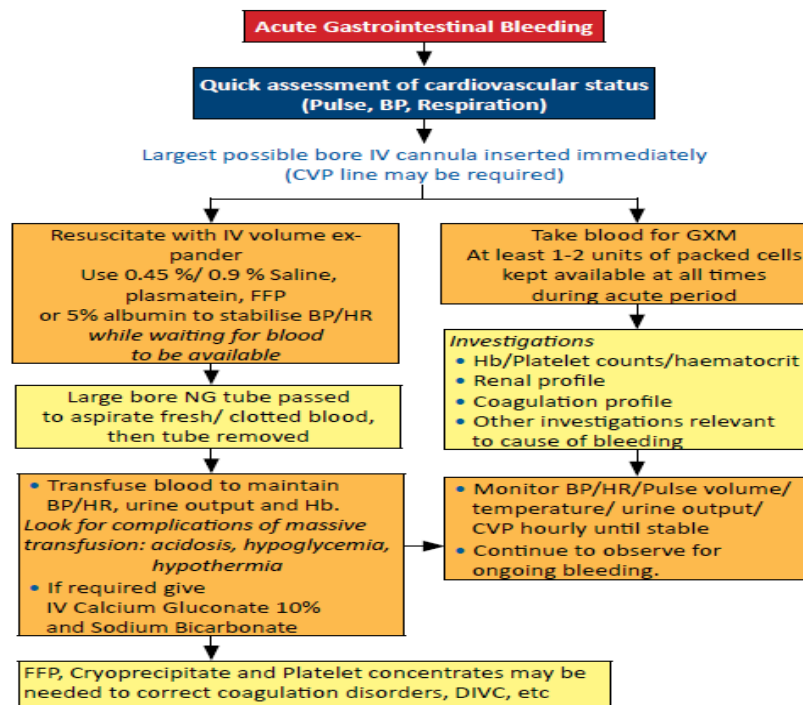 Acute Gastrointestinal Bleeding
Quick assessment of cardiovascular status
(Pulse, BP, Respiration)
Largest possible bore IV cannula inserted immediately
(CVP line may be required)
Resuscitate with IV volume ex-
pander
Use 0.45 %/ 0.9 % Saline,
plasmatein, FFP
or 5% albumin to stabilise BP/HR
while waiting for blood
to be available
Large bore NG tube passed
to aspirate fresh/ clotted blood,
then tube removed
• Transfuse blood to maintain
BP/HR, urine output and Hb.
Look for complications of massive
transfusion: acidosis, hypoglycemia,
hypothermia
• If required give
IV Calcium Gluconate 10%
and Sodium Bicarbonate
FFP, Cryoprecipitate and Platelet concentrates may be
needed to correct coagulation disorders, DIVC, etc
Take blood for GXM
At least 1-2 units of packed cells
kept available at all times
during acute period
Investigations
• Hb/Platelet counts/haematocrit
• Renal profile
• Coagulation profile
• Other investigations relevant
to cause of bleeding
• Monitor BP/HR/Pulse volume/
temperature/ urine output/
CVP hourly until stable
• Continue to observe for
ongoing bleeding.